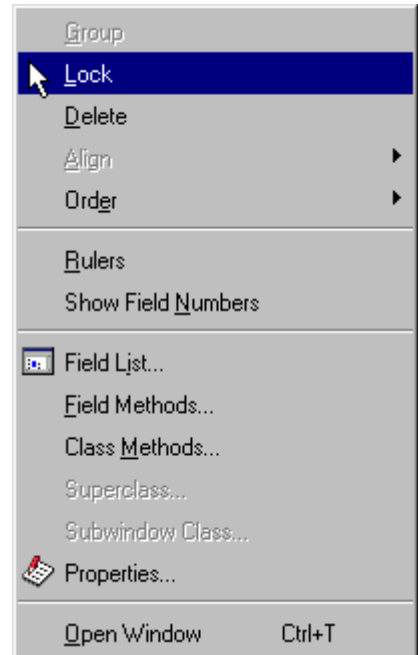 Group
Lock
Delete
Align
Order
Rulers
Show Field Numbers
Field List...
Field Methods...
Class Methods...
Superclass...
Subwindow Class...
Properties...
Open Window Ctrl+T